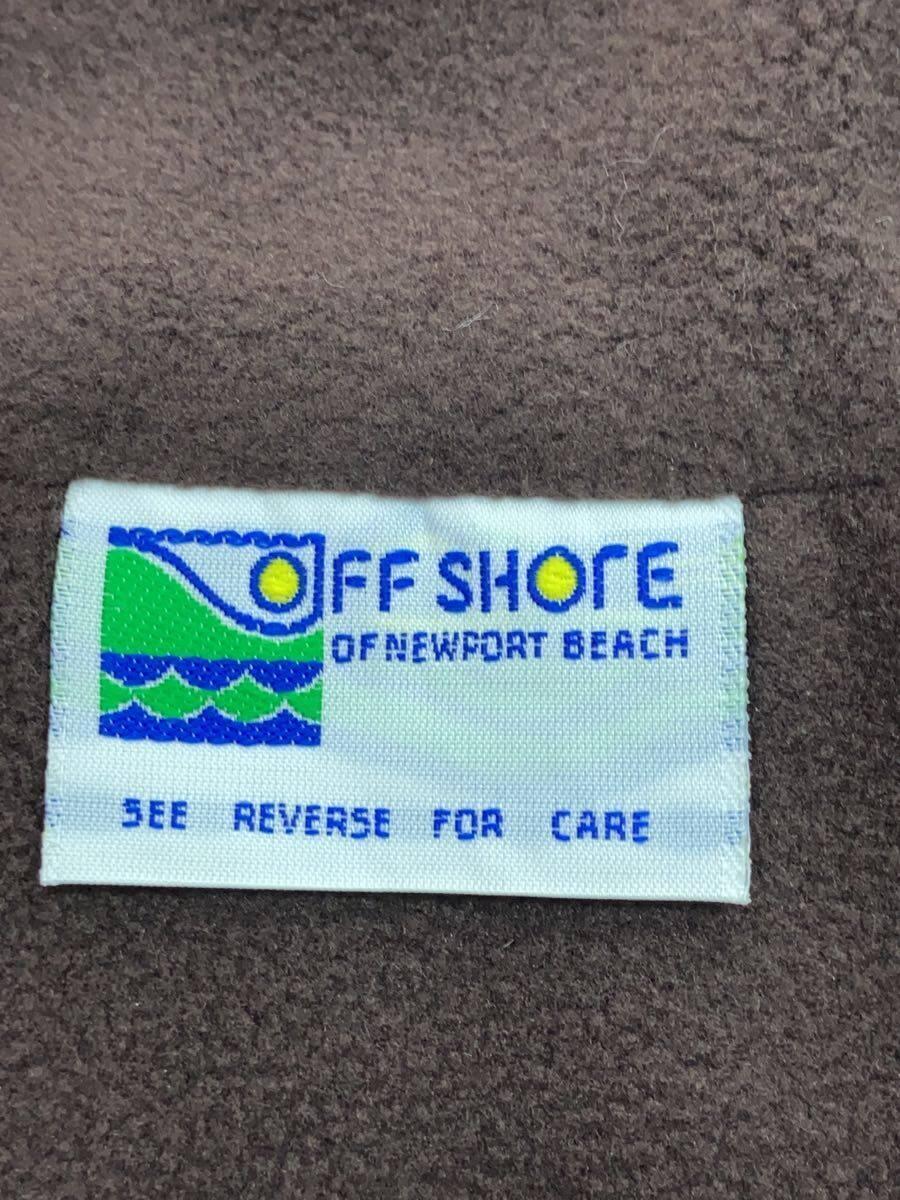 OFF SHOrE
OF NEWPORT BEACH
SEE REVERSE FOR CARE